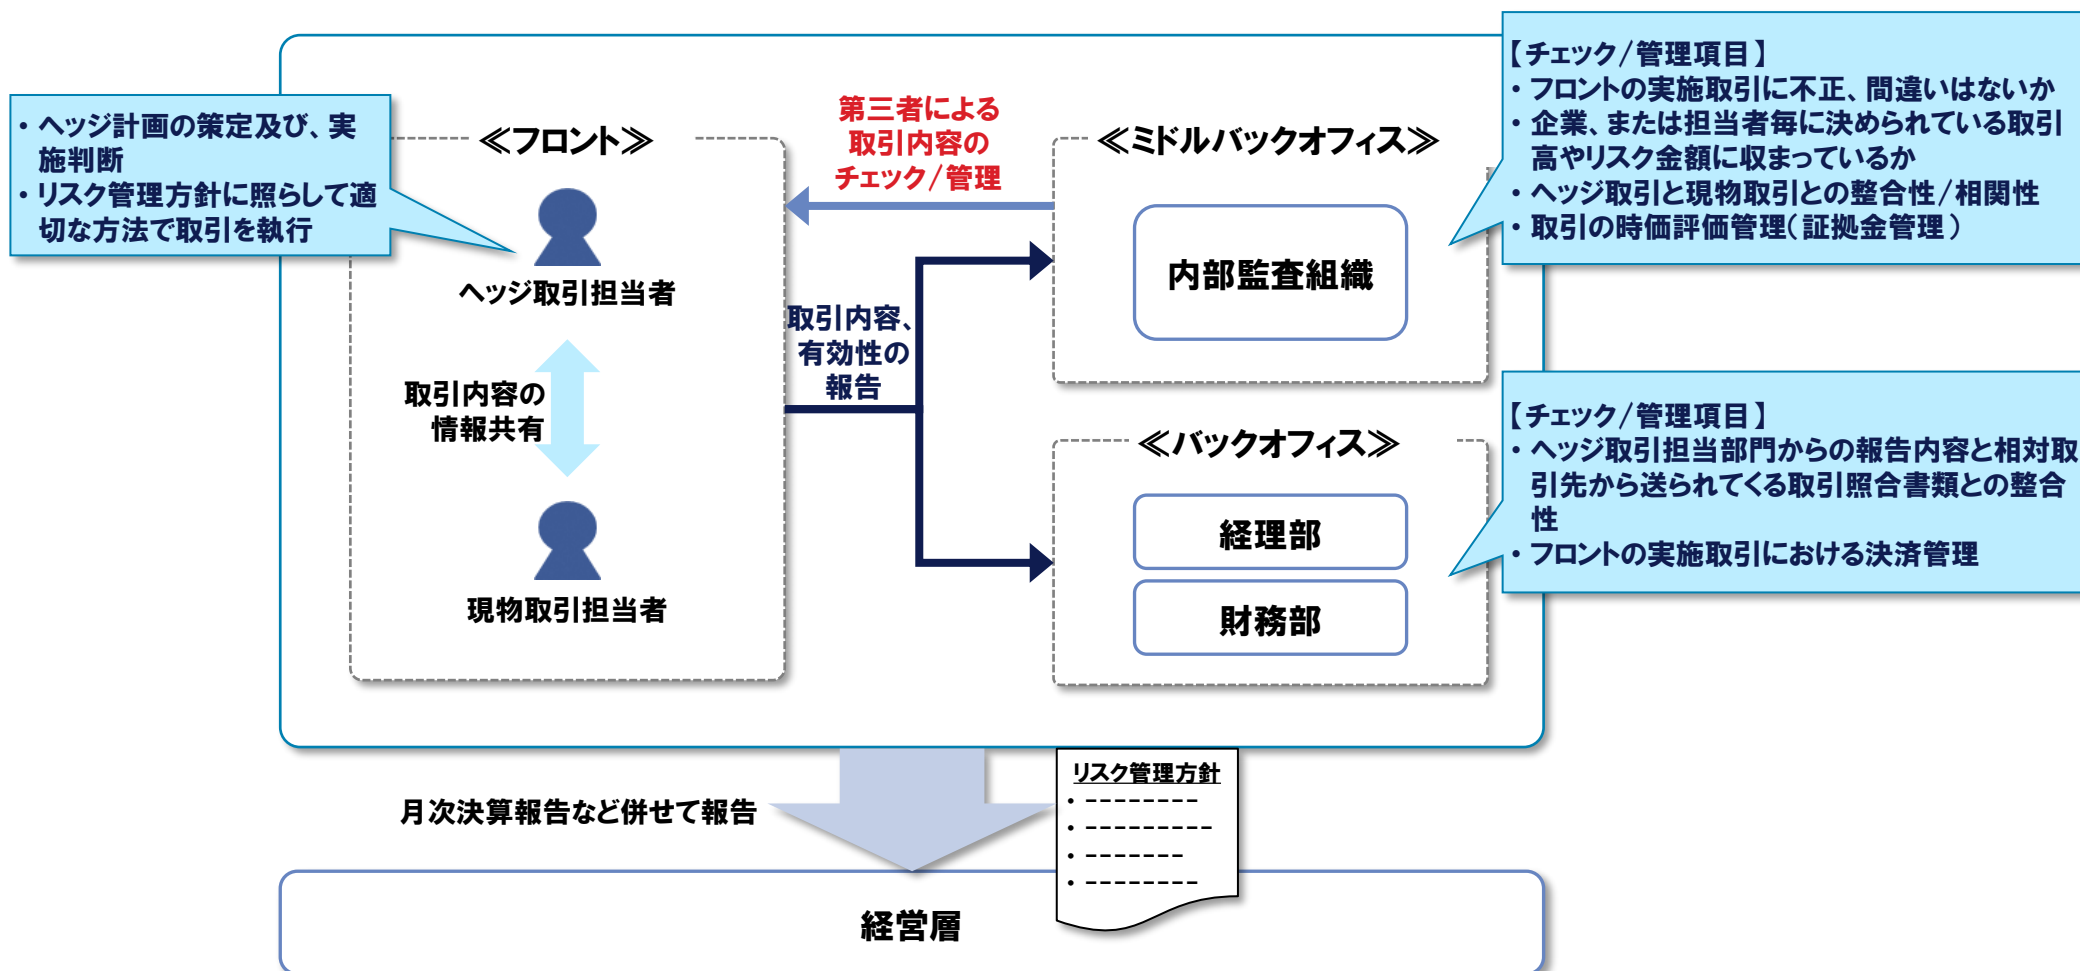 ・ヘッジ計画の策定及び、実
施判断
・リスク管理方針に照らして適
切な方法で取引を執行
≪フロント≫
ヘッジ取引担当者
取引内容の
情報共有
現物取引担当者
第三者による
取引内容の
チェック/管理
取引内容、
有効性の
報告
≪ミドルバックオフィス≫
内部監査組織
【チェック/管理項目】
・フロントの実施取引に不正、間違いはないか
・企業、または担当者毎に決められている取引
高やリスク金額に収まっているか
・ヘッジ取引と現物取引との整合性/相関性
・取引の時価評価管理(証拠金管理)
≪バックオフィス≫
経理部
財務部
【チェック/管理項目】
・ヘッジ取引担当部門からの報告内容と相対取
引先から送られてくる取引照合書類との整合
性
・フロントの実施取引における決済管理
月次決算報告など併せて報告
リスク管理方針
・--------
・---------
・-------
・--------
経営層